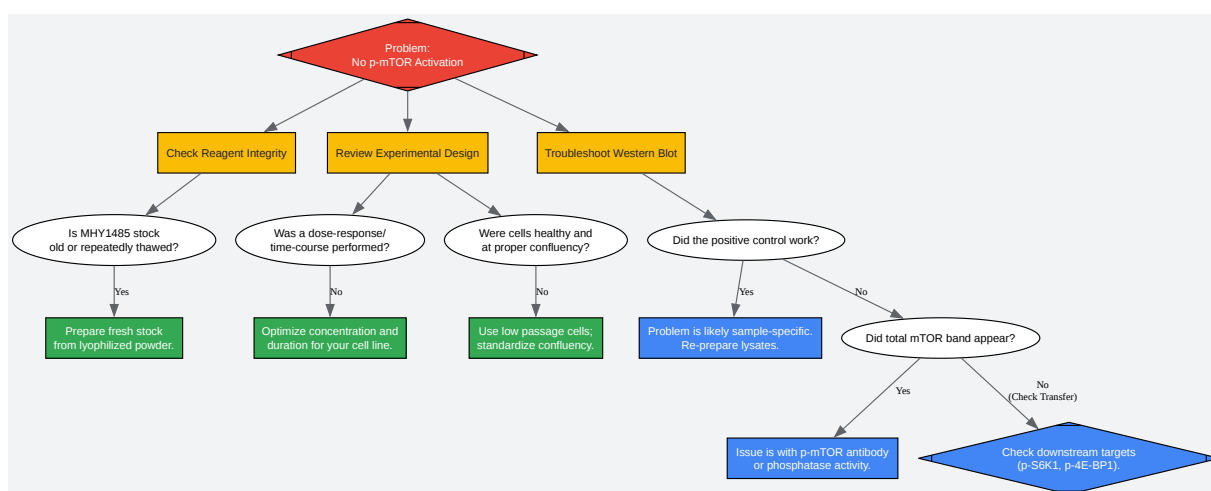 Problem:
No p-mTOR Activation
Check Reagent Integrity
Review Experimental Design
Troubleshoot Western Blot
Is MHY1485 stock
old or repeatedly thawed?
Was a dose-response/
time-course performed?
Were cells healthy and
at proper confluency?
Did the positive control work?
Yes
No
No
Yes
No
Prepare fresh stock
from lyophilized powder.
Optimize concentration and
duration for your cell line.
Use low passage cells;
standardize confluency.
Problem is likely sample-specific.
Re-prepare lysates.
Did total mTOR band appear?
Yes
No
(Check Transfer)
Issue is with p-mTOR antibody
or phosphatase activity.
Check downstream targets
(p-S6K1, p-4E-BP1).